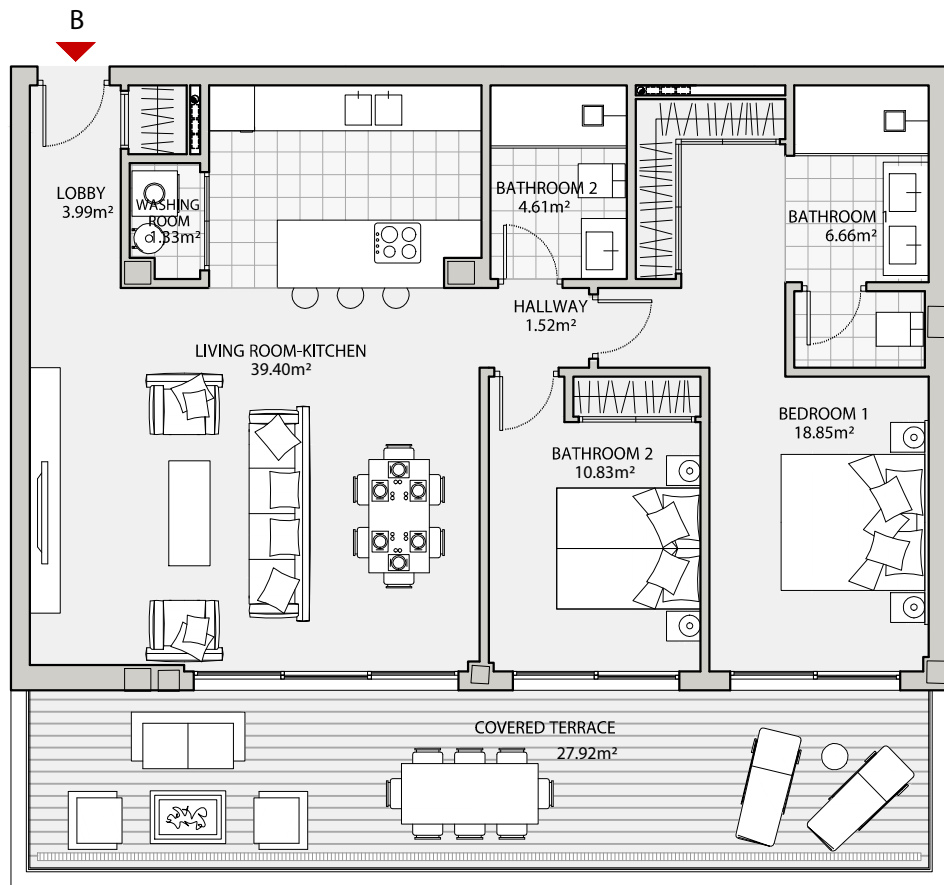 B
LOBBY
3.99m²
WASHING
ROOM
1.33m²
BATHROOM 2
4.61m²
BATHROOM 1
6.66m²
HALLWAY
1.52m²
LIVING ROOM-KITCHEN
39.40m²
BEDROOM 1
18.85m²
BATHROOM 2
10.83m²
COVERED TERRACE
27.92m²